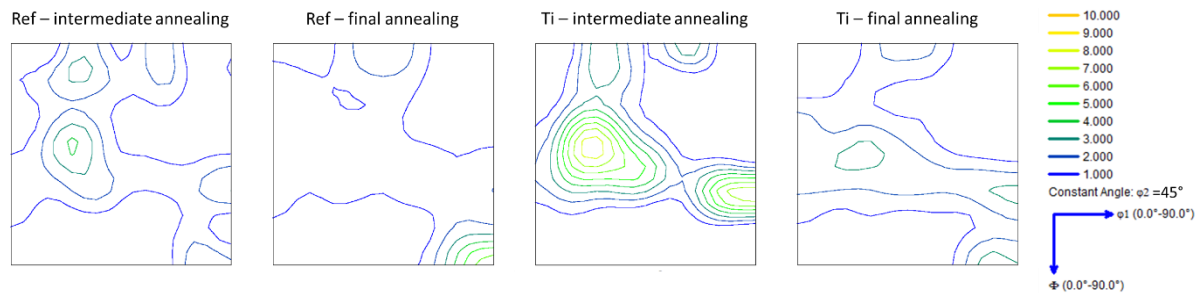 Ref – intermediate annealing
Ref – final annealing
Ti – intermediate annealing
Ti – final annealing
10.000
9.000
8.000
7.000
6.000
5.000
4.000
3.000
2.000
1.000
Constant Angle: φ2 =45°
φ1 (0.0°-90.0°)
Φ (0.0°-90.0°)